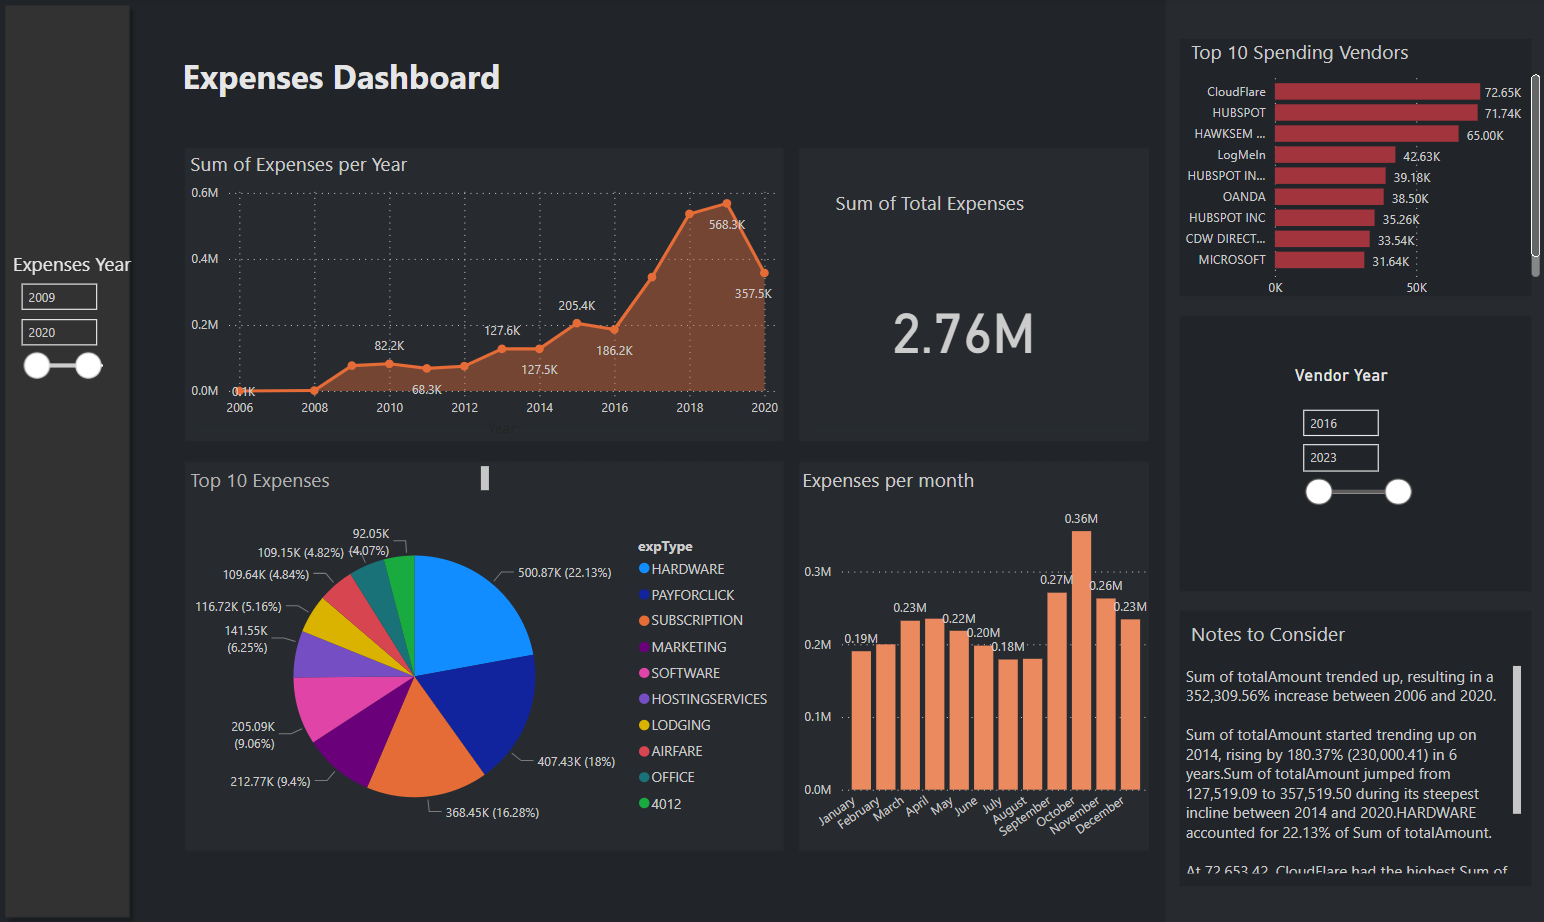 Expenses Dashboard
Expenses Year
2009
2020
Sum of Expenses per Year
0.6M
0.4M
0.2M
0.0M
0.1K
82.2K
68.3K
127.6K
127.5K
205.4K
186.2K
568.3K
357.5K
2006
2008
2010
2012
2014
2016
2018
2020
Year
Sum of Total Expenses
2.76M
Top 10 Expenses
92.05K
(4.07%)
109.15K (4.82%)
109.64K (4.84%)
116.72K (5.16%)
141.55K
(6.25%)
205.09K
(9.06%)
212.77K (9.4%)
368.45K (16.28%)
407.43K (18%)
500.87K (22.13%)
expType
HARDWARE
PAYFORCLICK
SUBSCRIPTION
MARKETING
SOFTWARE
HOSTINGSERVICES
LODGING
AIRFARE
OFFICE
4012
Expenses per month
0.3M
0.2M
0.1M
0.0M
0.19M
0.23M
0.22M
0.20M
0.18M
0.27M
0.36M
0.26M
0.23M
January
February
March
April
May
June
July
August
September
October
November
December
Top 10 Spending Vendors
CloudFlare 72.65K
HUBSPOT 71.74K
HAWKSEM ... 65.00K
LogMeIn 42.63K
HUBSPOT IN... 39.18K
OANDA 38.50K
HUBSPOT INC 35.26K
CDW DIRECT... 33.54K
MICROSOFT 31.64K
0K 50K
Vendor Year
2016
2023
Notes to Consider
Sum of totalAmount trended up, resulting in a
352,309.56% increase between 2006 and 2020.
Sum of totalAmount started trending up on
2014, rising by 180.37% (230,000.41) in 6
years.Sum of totalAmount jumped from
127,519.09 to 357,519.50 during its steepest
incline between 2014 and 2020.HARDWARE
accounted for 22.13% of Sum of totalAmount.
At 72,653.42, CloudFlare had the highest Sum of